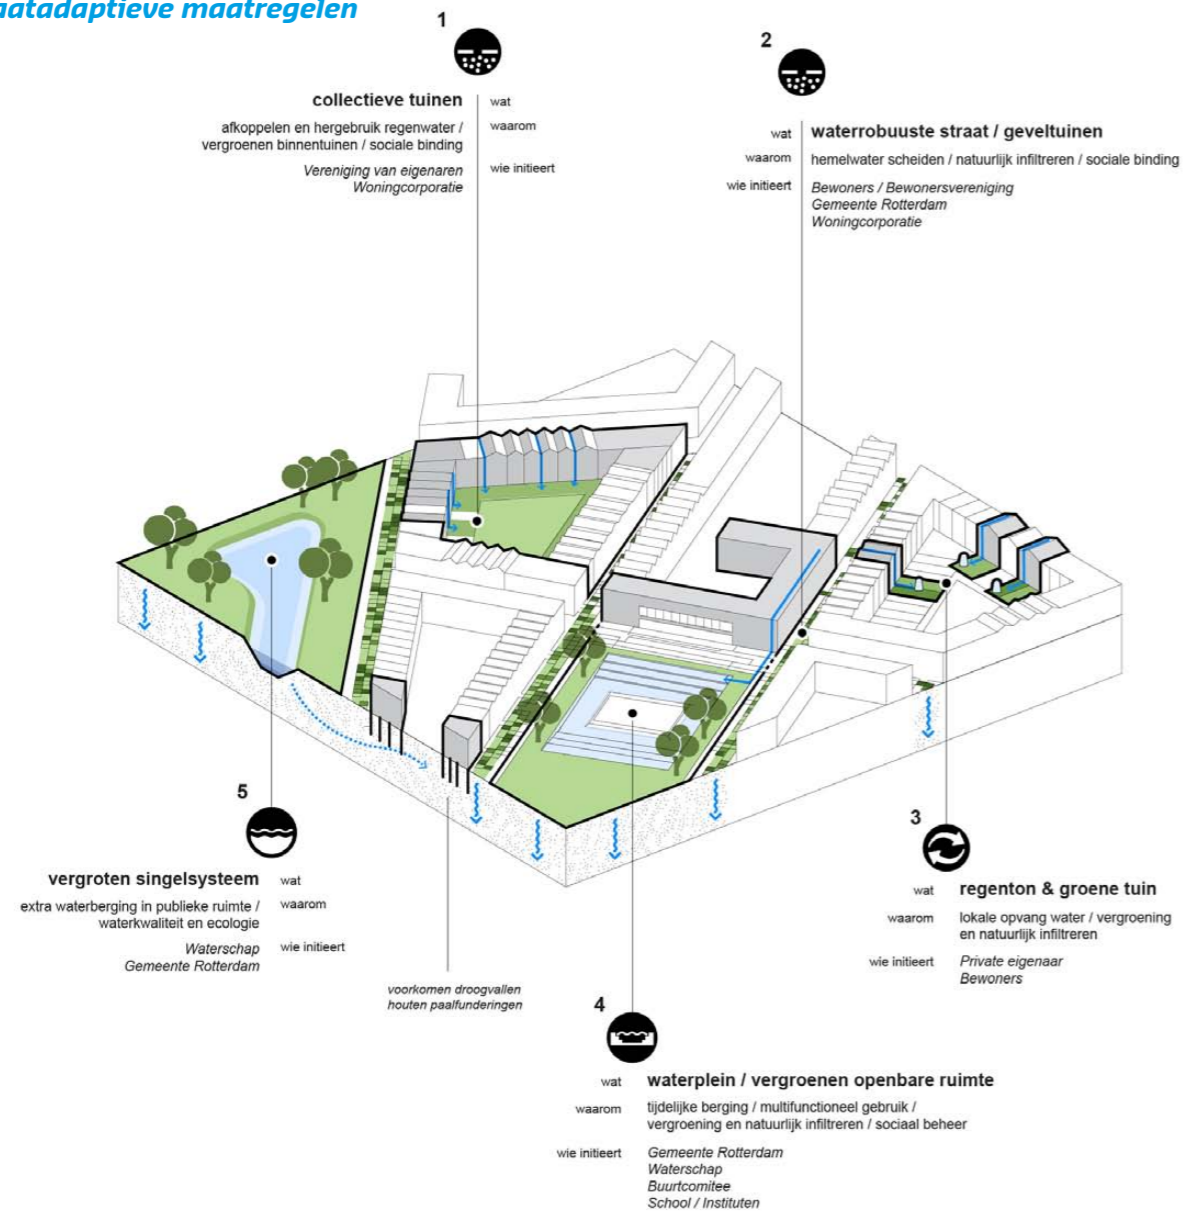 aatadaptieve maatregelen
1
collectieve tuinen wat
afkoppelen en hergebruik regenwater / waarom
vergroenen binnentuinen / sociale binding
Vereniging van eigenaren wie initieert
Woningcorporatie
2
wat waterrobuuste straat / geveltuinen
waarom hemelwater scheiden / natuurlijk infiltreren / sociale binding
wie initieert Bewoners / Bewonersvereniging
Gemeente Rotterdam
Woningcorporatie
5
vergroten singelsysteem wat
extra waterberging in publieke ruimte / waarom
waterkwaliteit en ecologie
Waterschap wie initieert
Gemeente Rotterdam
voorkomen droogvallen
houten paalfunderingen
3
wat regenton & groene tuin
waarom lokale opvang water / vergroening
en natuurlijk infiltreren
wie initieert Private eigenaar
Bewoners
4
wat waterplein / vergroenen openbare ruimte
waarom tijdelijke berging / multifunctioneel gebruik /
vergroening en natuurlijk infiltreren / sociaal beheer
wie initieert Gemeente Rotterdam
Waterschap
Buurtcomitee
School / Instituten